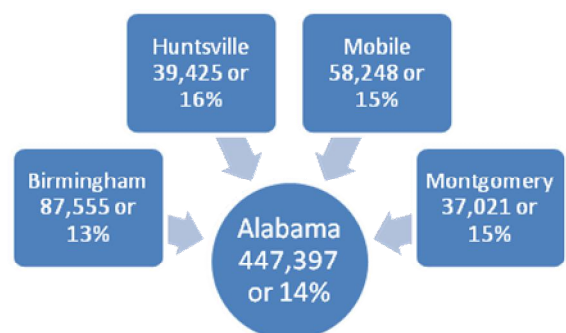 Huntsville
39,425 or
16%
Mobile
58,248 or
15%
Birmingham
87,555 or
13%
Montgomery
37,021 or
15%
Alabama
447,397
or 14%